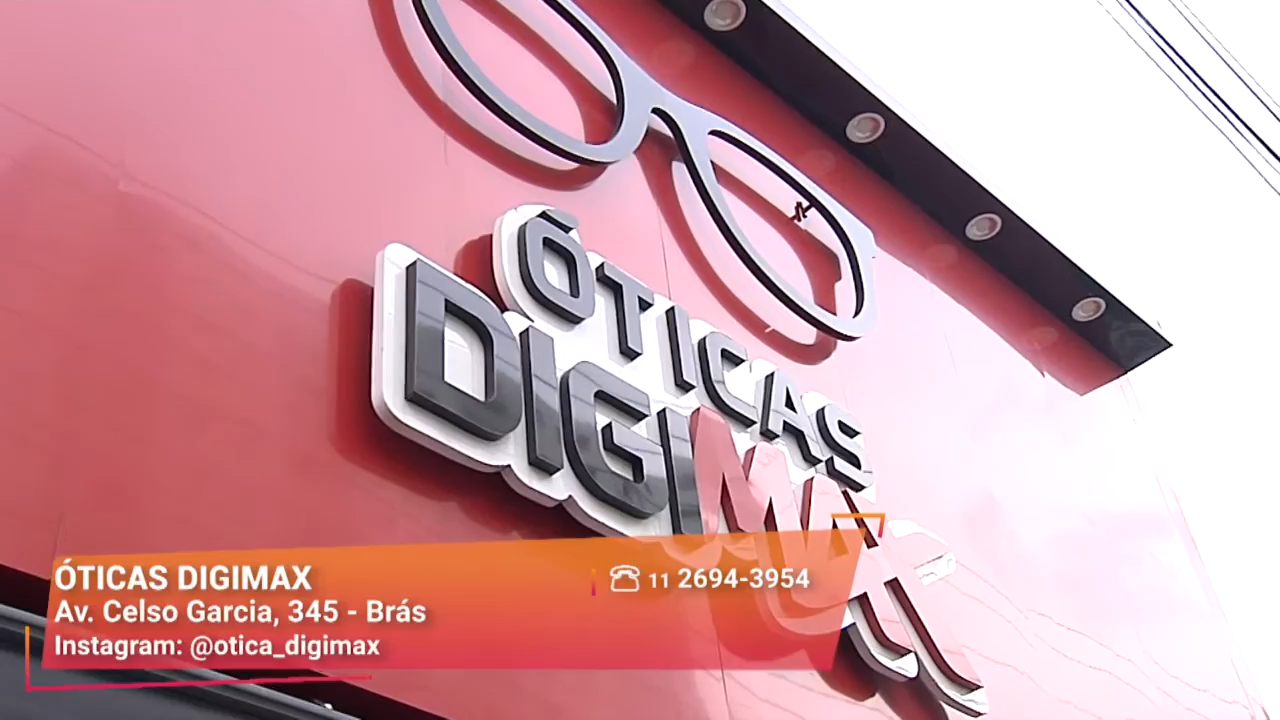 ÓTICAS
DIGIMAX
ÓTICAS DIGIMAX
11 2694-3954
Av. Celso Garcia, 345 - Brás
Instagram: @otica_digimax